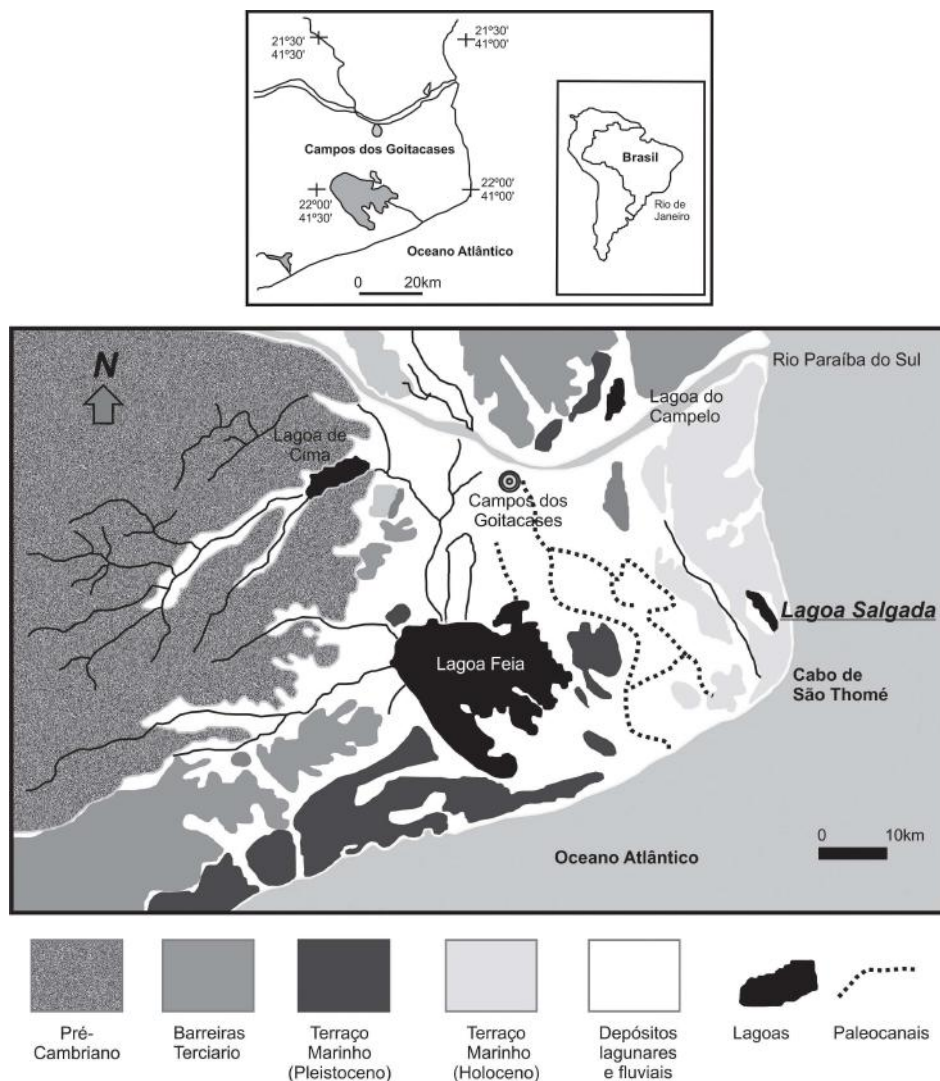 21º30'
41º30'
21º30'
41º00'
Campos dos Goitacases
22º00'
41º30'
22º00'
41º00'
Oceano Atlântico
0 20km
Brasil
Rio de
Janeiro
N
Rio Paraíba do Sul
Lagoa do
Campelo
Lagoa de
Cima
Campos dos
Goitacases
Lagoa Salgada
Lagoa Feia
Cabo de
São Thomé
0 10km
Oceano Atlântico
Pré-
Cambriano
Barreiras
Terciario
Terraço
Marinho
(Pleistoceno)
Terraço
Marinho
(Holoceno)
Depósitos
lagunares
e fluviais
Lagoas
Paleocanais